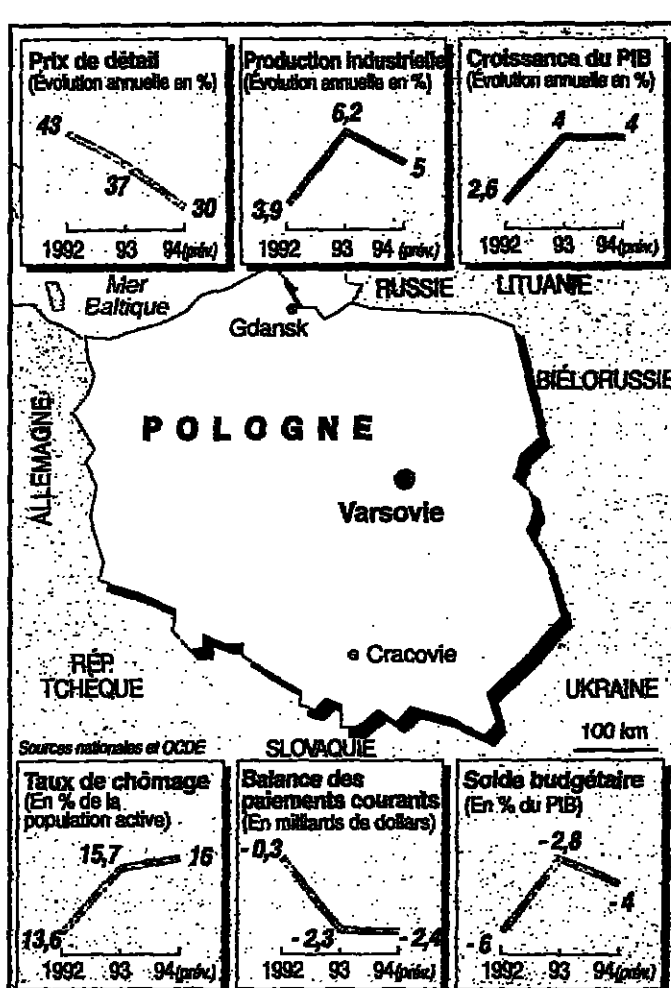 Prix de détail
(Évolution annuelle en %)
43
37
30
1992 93 94 (prév.)
Production industrielle
(Évolution annuelle en %)
3,9
6,2
5
1992 93 94 (prév.)
Croissance du PIB
(Évolution annuelle en %)
2,6
4
4
1992 93 94 (prév.)
Mer
Baltique
Gdansk
RUSSIE
LITUANIE
BIÉLORUSSIE
ALLEMAGNE
POLOGNE
Varsovie
Cracovie
RÉP.
TCHÈQUE
UKRAINE
100 km
Sources nationales et OCDE
SLOVAQUIE
Taux de chômage
(En % de la
population active)
13,6
15,7
16
1992 93 94 (prév.)
Balance des
paiements courants
(En milliards de dollars)
- 0,3
- 2,3
- 2,4
1992 93 94 (prév.)
Solde budgétaire
(En % du PIB)
- 6
- 2,8
- 4
1992 93 94 (prév.)